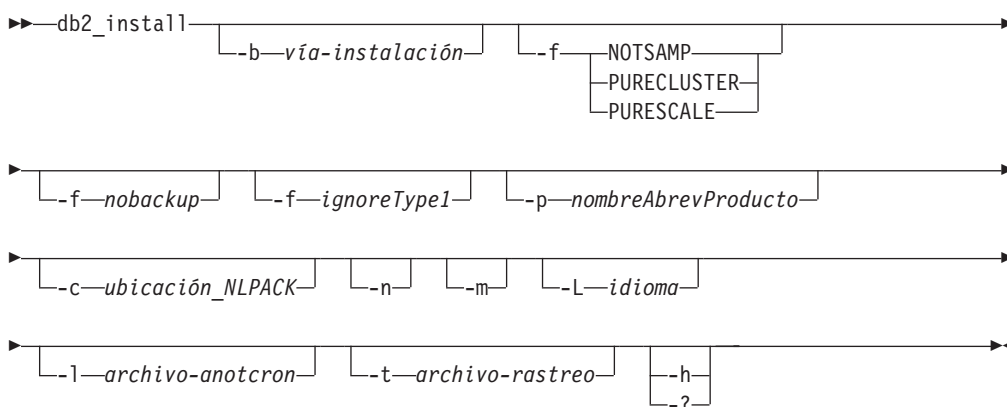 db2_install
-b vía-instalación -f NOTSAMP
PURECLUSTER
PURESCALE
-f nobackup -f ignoreType1 -p nombreAbrevProducto
-c ubicación_NLPACK -n -m -L idioma
-l archivo-anotcron -t archivo-rastreo -h
-?